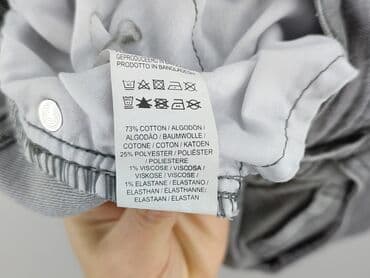 GEPRODUCEERD IN
PRODOTTO IN BANGLADESH
73% COTTON / ALGODÓN /
ALGODÃO / BAUMWOLLE /
COTONE / COTON / KATOEN
25% POLYESTER / POLIÉSTER
/ POLIESTERE
1% VISCOSE / VISCOSA /
VISKOSE / VISCOSE
1% ELASTANE / ELASTANO /
ELASTHAN / ELASTHANNE /
ELASTAAN / ELASTAN